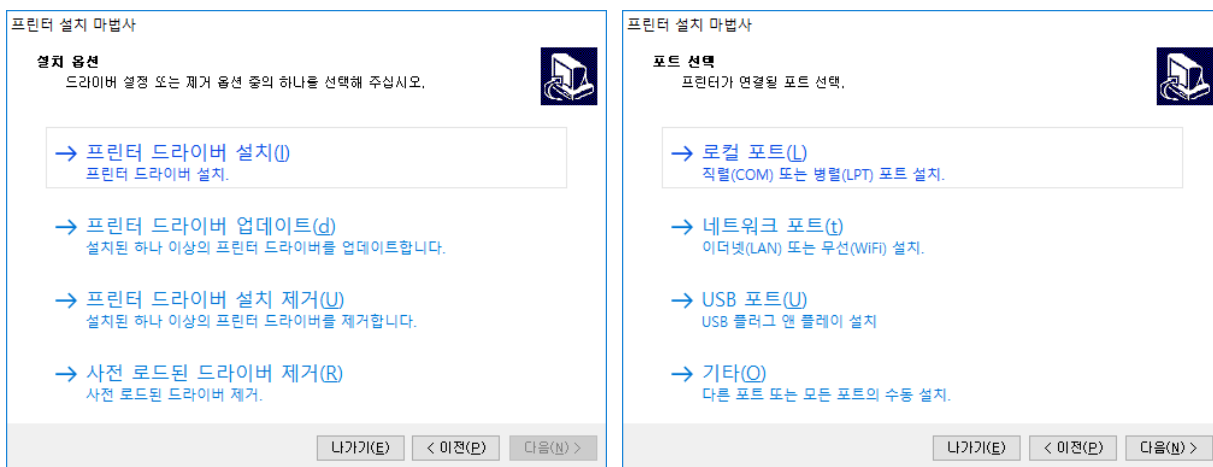 프린터 설치 마법사
설치 옵션
드라이버 설정 또는 제거 옵션 중의 하나를 선택해 주십시오.
→ 프린터 드라이버 설치(I)
프린터 드라이버 설치.
→ 프린터 드라이버 업데이트(d)
설치된 하나 이상의 프린터 드라이버를 업데이트합니다.
→ 프린터 드라이버 설치 제거(U)
설치된 하나 이상의 프린터 드라이버를 제거합니다.
→ 사전 로드된 드라이버 제거(R)
사전 로드된 드라이버 제거.
나가기(E)
< 이전(P)
다음(N) >
프린터 설치 마법사
포트 선택
프린터가 연결될 포트 선택.
→ 로컬 포트(L)
직렬(COM) 또는 병렬(LPT) 포트 설치.
→ 네트워크 포트(t)
이더넷(LAN) 또는 무선(WiFi) 설치.
→ USB 포트(U)
USB 플러그 앤 플레이 설치
→ 기타(O)
다른 포트 또는 모든 포트의 수동 설치.
나가기(E)
< 이전(P)
다음(N) >